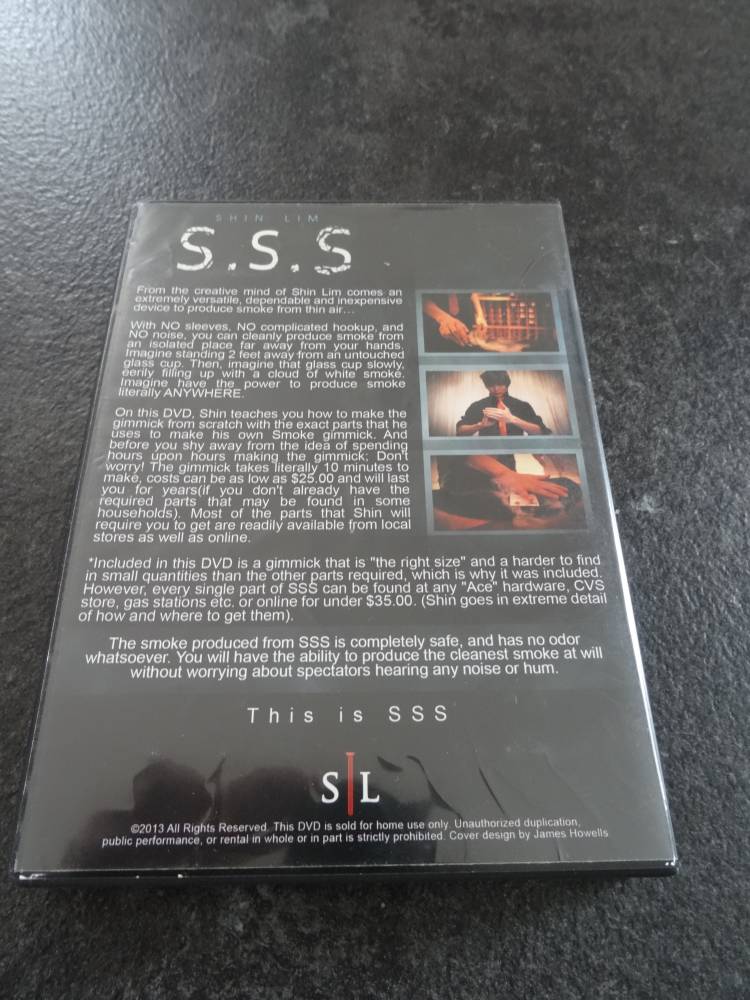 SHIN LIM
S.S.S
From the creative mind of Shin Lim comes an
extremely versatile, dependable and inexpensive
device to produce smoke from thin air...
With NO sleeves, NO complicated hookup, and
NO noise, you can cleanly produce smoke from
an isolated place far away from your hands.
Imagine standing 2 feet away from an untouched
glass cup. Then, imagine that glass cup slowly,
eerily filling up with a cloud of white smoke.
Imagine have the power to produce smoke
literally ANYWHERE.
On this DVD, Shin teaches you how to make the
gimmick from scratch with the exact parts that he
uses to make his own Smoke gimmick. And
before you shy away from the idea of spending
hours upon hours making the gimmick; Don't
worry! The gimmick takes literally 10 minutes to
make, costs can be as low as $25.00 and will last
you for years(if you don't already have the
required parts that may be found in some
households). Most of the parts that Shin will
require you to get are readily available from local
stores as well as online.
*Included in this DVD is a gimmick that is "the right size" and a harder to find
in small quantities than the other parts required, which is why it was included.
However, every single part of SSS can be found at any "Ace" hardware, CVS
store, gas stations etc. or online for under $35.00. (Shin goes in extreme detail
of how and where to get them).
The smoke produced from SSS is completely safe, and has no odor
whatsoever. You will have the ability to produce the cleanest smoke at will
without worrying about spectators hearing any noise or hum.
This is SSS
S L
©2013 All Rights Reserved. This DVD is sold for home use only. Unauthorized duplication,
public performance, or rental in whole or in part is strictly prohibited. Cover design by James Howells